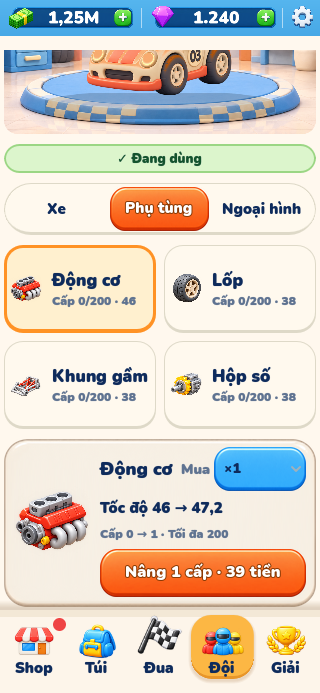 1,25M
1.240
03
✓ Đang dùng
Xe
Phụ tùng
Ngoại hình
Động cơ
Cấp 0/200 · 46
Lốp
Cấp 0/200 · 38
Khung gầm
Cấp 0/200 · 38
Hộp số
Cấp 0/200 · 38
Động cơ Mua ×1
Tốc độ 46 → 47,2
Cấp 0 → 1 · Tối đa 200
Nâng 1 cấp · 39 tiền
Shop
Túi
Đua
Đội
Giải